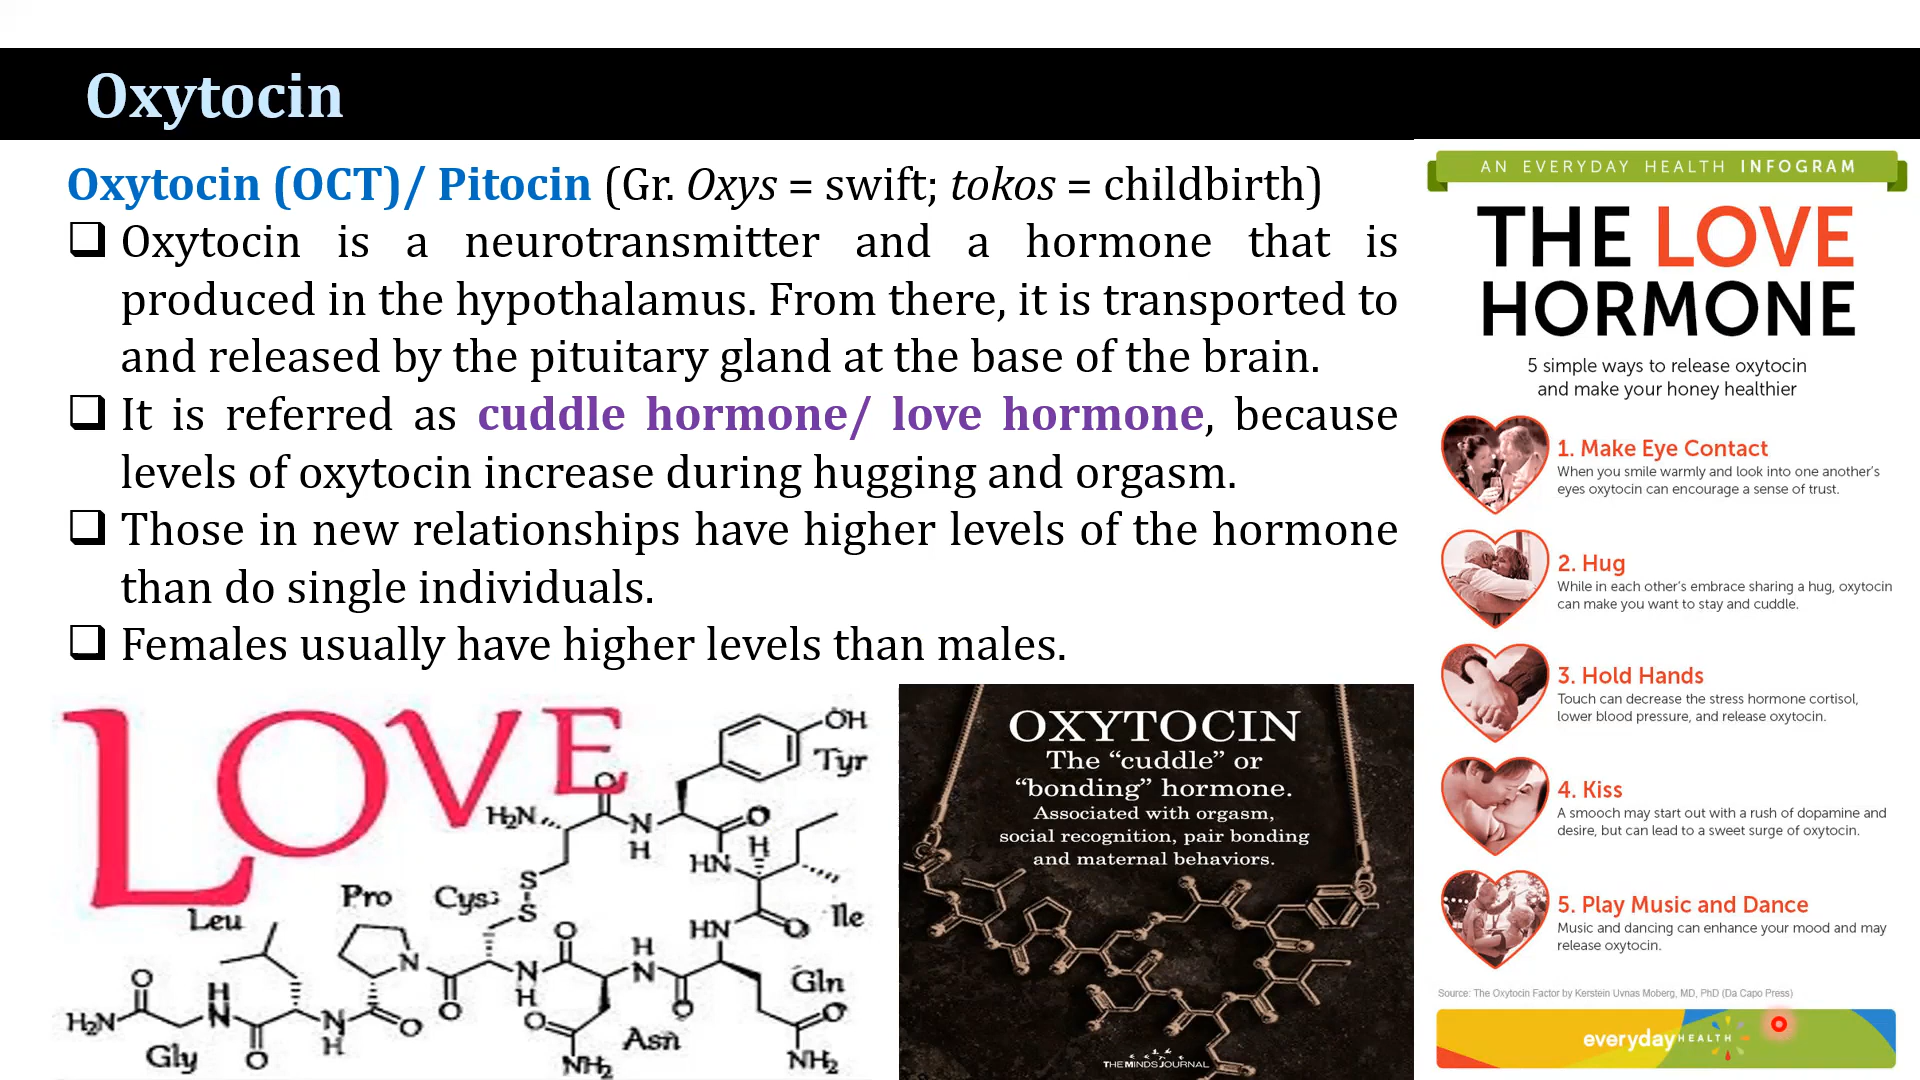 Oxytocin
Oxytocin (OCT)/ Pitocin (Gr. Oxys = swift; tokos = childbirth)
Oxytocin is a neurotransmitter and a hormone that is
produced in the hypothalamus. From there, it is transported to
and released by the pituitary gland at the base of the brain.
It is referred as cuddle hormone/ love hormone, because
levels of oxytocin increase during hugging and orgasm.
Those in new relationships have higher levels of the hormone
than do single individuals.
Females usually have higher levels than males.
LOVE
OH
Tyr
O
H₂N
N
H
O
H
HN
S
S
Cys
Pro
Leu
Ile
O
HN
O
H
N
Gln
O
H
N
N
O
N
H
O
O
O
H₂N
N
H
O
O
Asn
Gly
NH₂
NH₂
OXYTOCIN
The “cuddle” or
“bonding” hormone.
Associated with orgasm,
social recognition, pair bonding
and maternal behaviors.
THEMINDSJOURNAL
AN EVERYDAY HEALTH INFOGRAM
THE LOVE
HORMONE
5 simple ways to release oxytocin
and make your honey healthier
1. Make Eye Contact
When you smile warmly and look into one another’s
eyes oxytocin can encourage a sense of trust.
2. Hug
While in each other’s embrace sharing a hug, oxytocin
can make you want to stay and cuddle.
3. Hold Hands
Touch can decrease the stress hormone cortisol,
lower blood pressure, and release oxytocin.
4. Kiss
A smooch may start out with a rush of dopamine and
desire, but can lead to a sweet surge of oxytocin.
5. Play Music and Dance
Music and dancing can enhance your mood and may
release oxytocin.
Source: The Oxytocin Factor by Kerstein Uvnas Moberg, MD, PhD (Da Capo Press)
everyday HEALTH